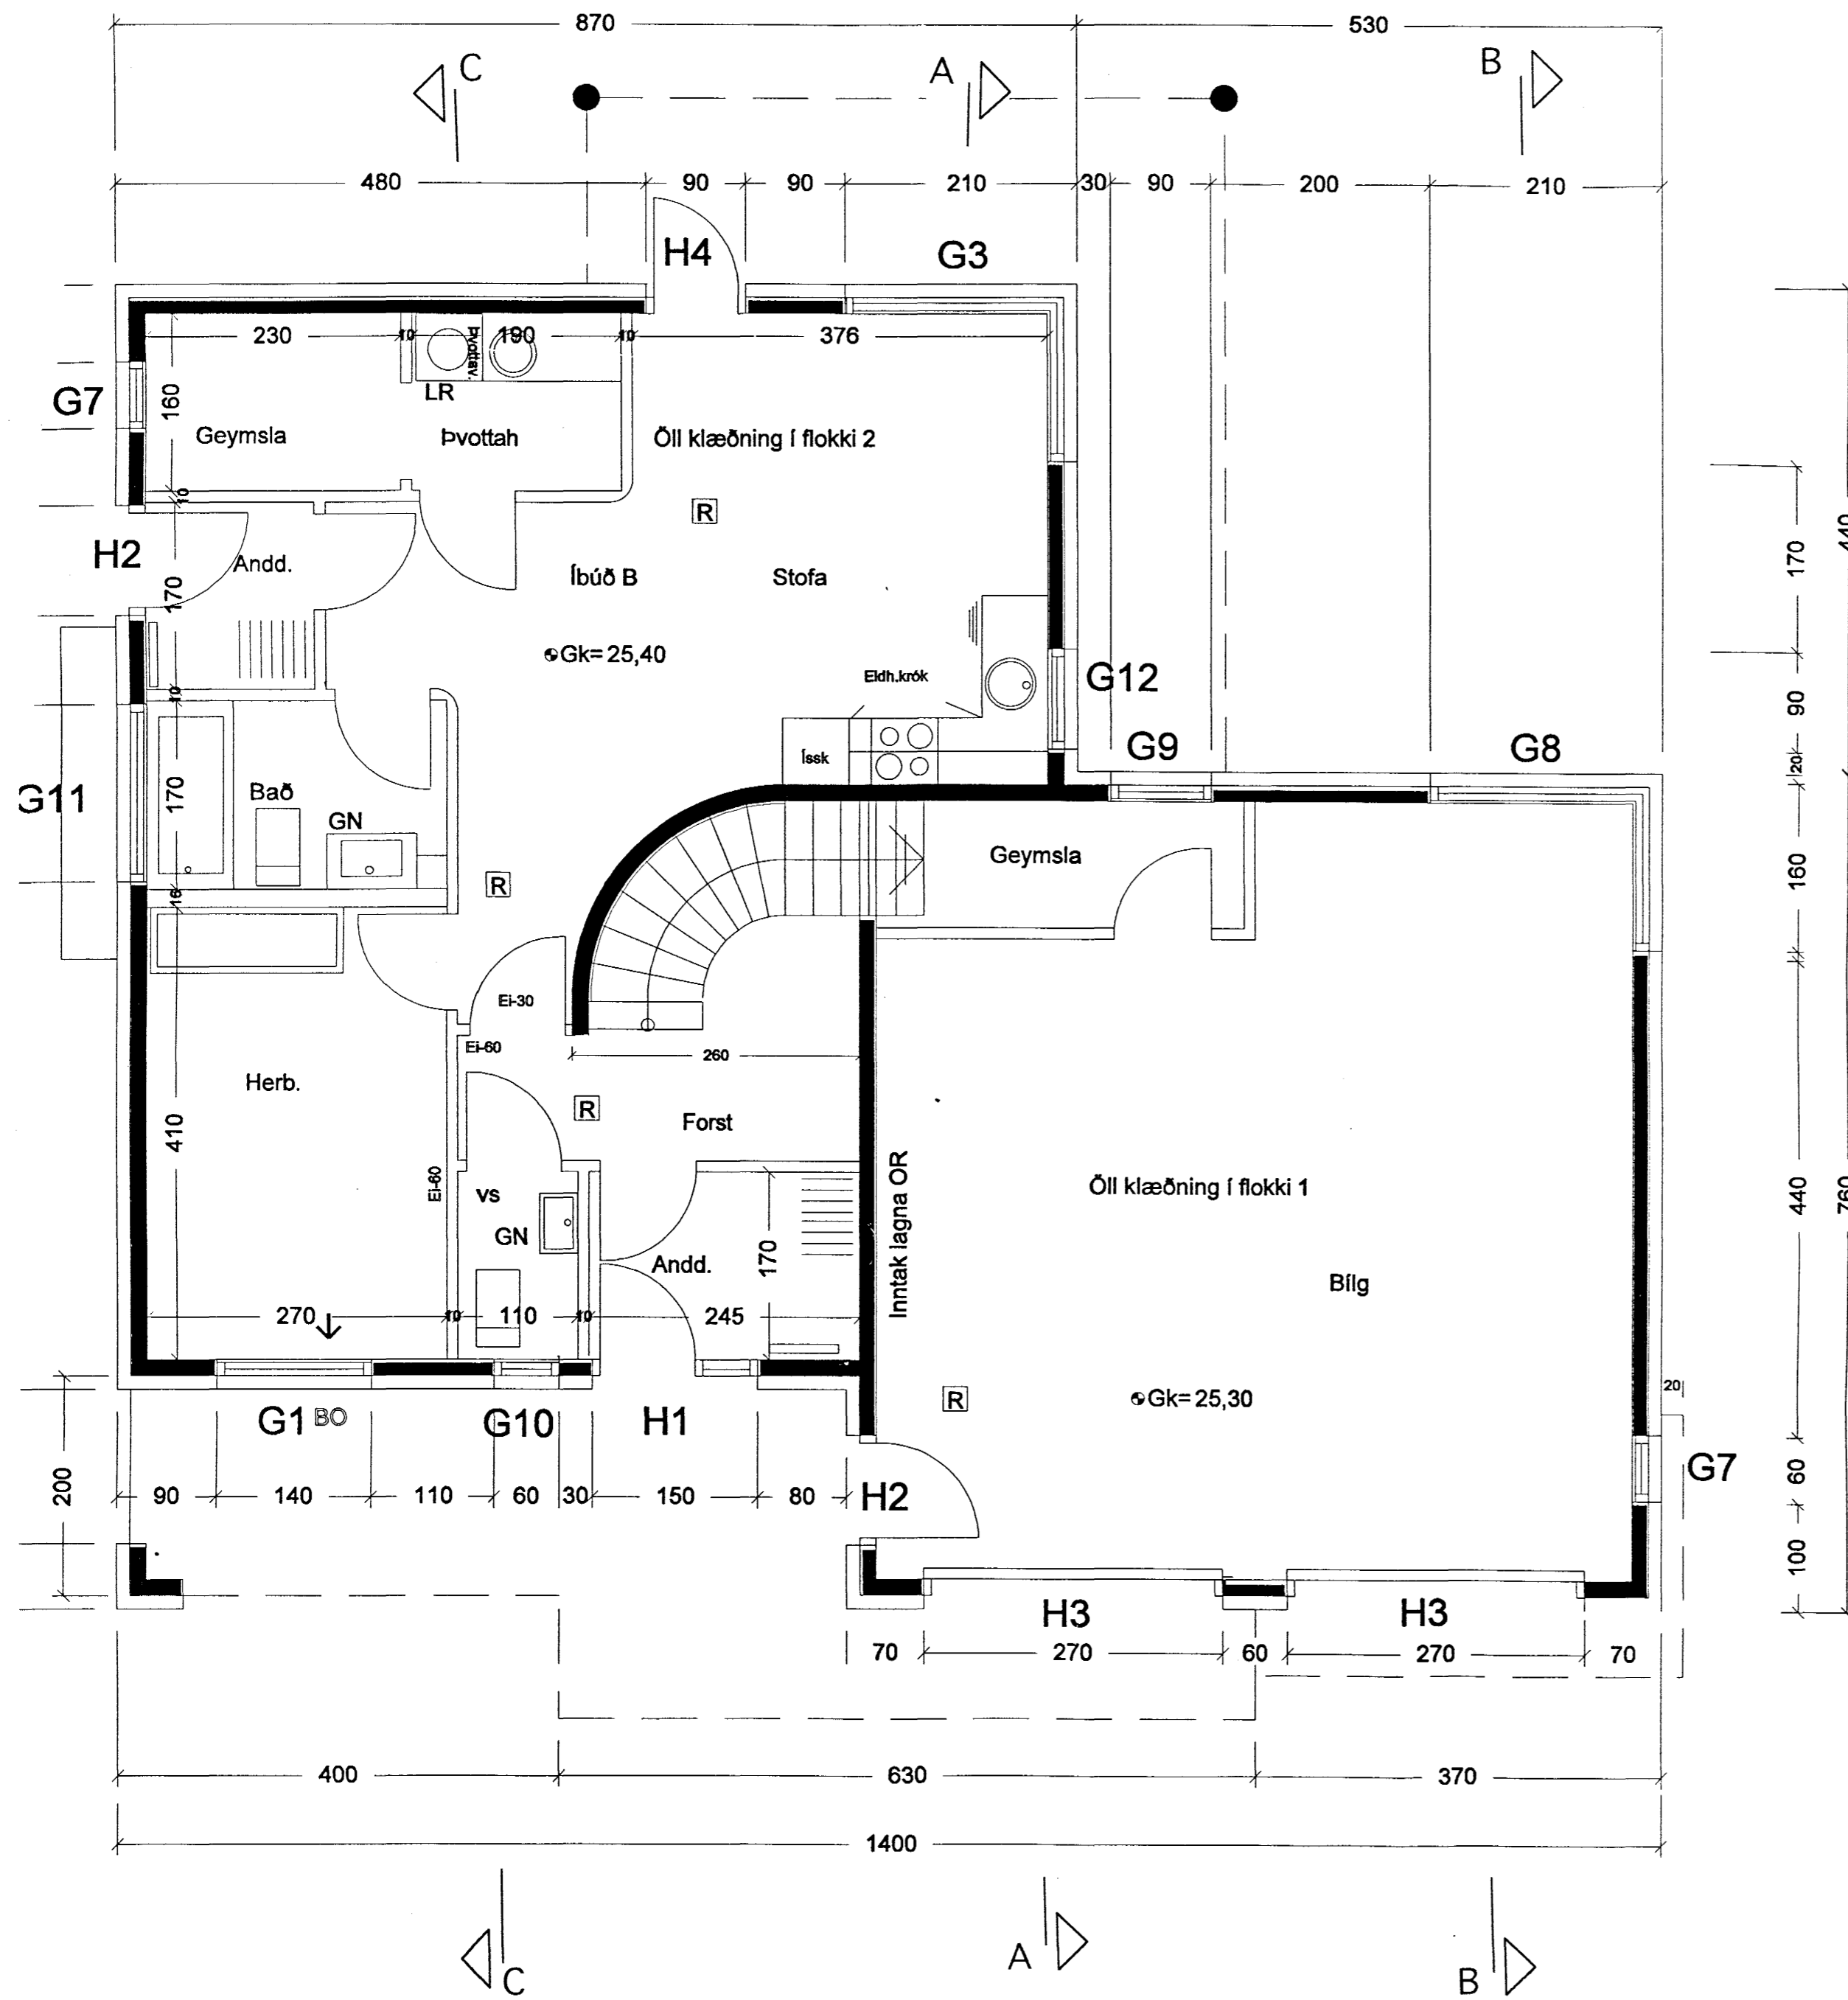 870 530
C A B
480 90 90 210 30 90 200 210
H4 G3
230 10 190 10 376
Þvottav.
LR
G7 160
Geymsla Þvottah Öll klæðning í flokki 2
10
R
440
H2 Andd. 170 Íbúð B Stofa 170
Gk= 25,40
Eldh.krók G12 90
10
G9 G8
Íssk 20
G11 170 Bað
GN
Geymsla 160
R
16
Ei-30
Ei-60
260
Herb.
R
Forst
410
Ei-60
vs
GN
Inntak lagna OR
Öll klæðning í flokki 1
440 760
Andd. 170
Bílg
270 10 110 10 245
20
R
Gk= 25,30
G1 BO G10 H1
G7
200 90 140 110 60 30 150 80 H2 60
100
H3 H3
70 270 60 270 70
400 630 370
1400
C A B